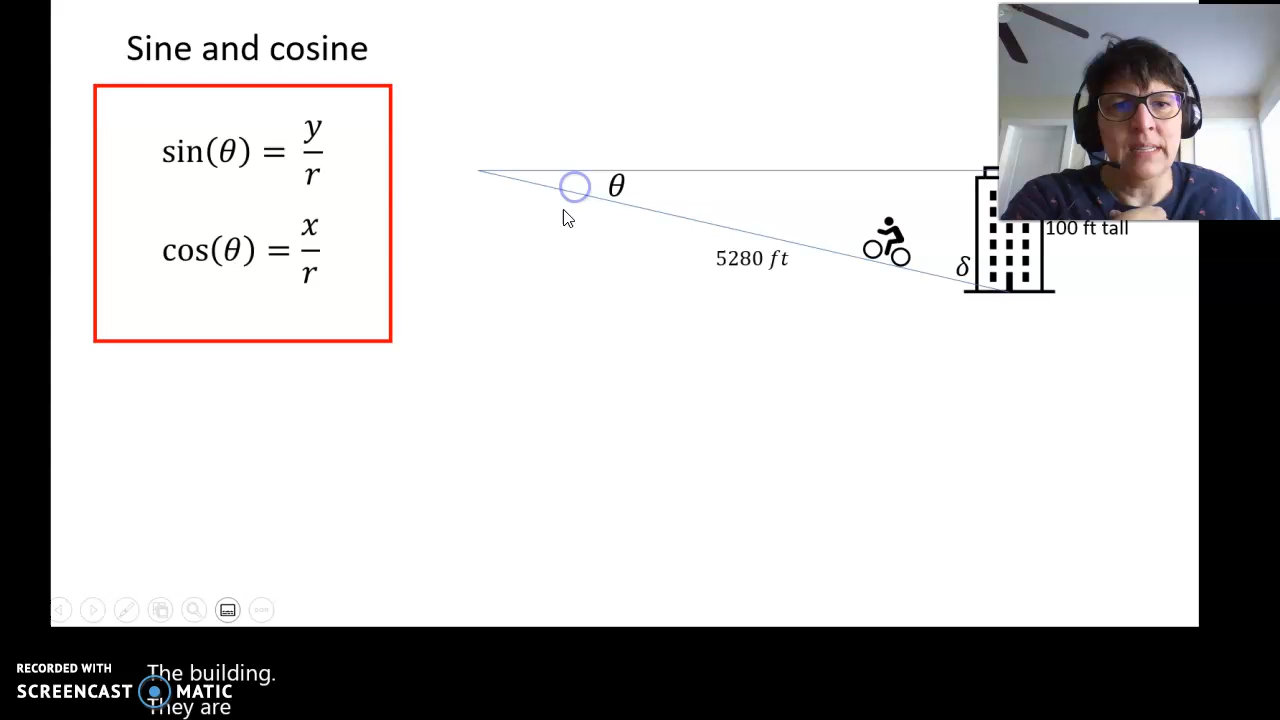 Sine and cosine
sin(θ) = y/r
cos(θ) = x/r
θ
5280 ft
δ
100 ft tall
RECORDED WITH
SCREENCAST MATIC
The building.
They are